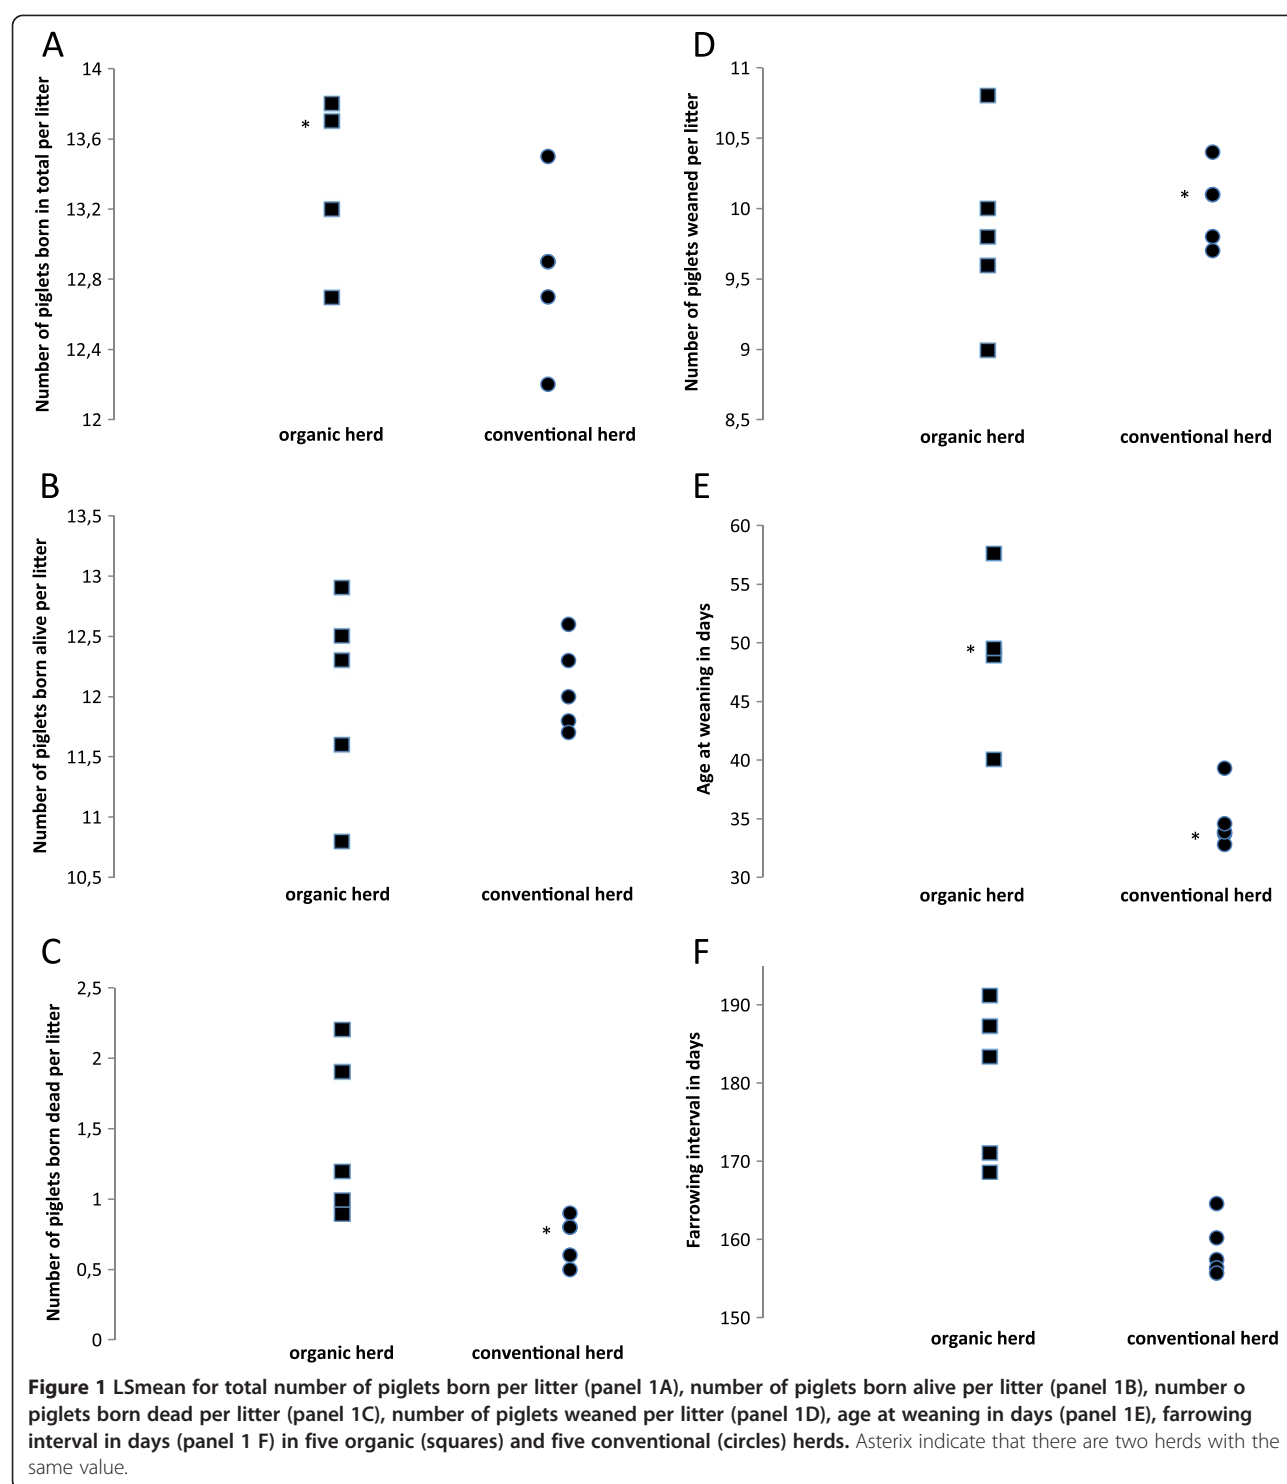 A
Number of piglets born in total per litter
14
13,6
13,2
12,8
12,4
12
*
organic herd
conventional herd
B
Number of piglets born alive per litter
13,5
13
12,5
12
11,5
11
10,5
organic herd
conventional herd
C
Number of piglets born dead per litter
2,5
2
1,5
1
0,5
0
*
organic herd
conventional herd
D
Number of piglets weaned per litter
11
10,5
10
9,5
9
8,5
*
organic herd
conventional herd
E
Age at weaning in days
60
55
50
45
40
35
30
*
*
organic herd
conventional herd
F
Farrowing interval in days
190
180
170
160
150
organic herd
conventional herd
Figure 1 LSmean for total number of piglets born per litter (panel 1A), number of piglets born alive per litter (panel 1B), number o
piglets born dead per litter (panel 1C), number of piglets weaned per litter (panel 1D), age at weaning in days (panel 1E), farrowing
interval in days (panel 1 F) in five organic (squares) and five conventional (circles) herds. Asterix indicate that there are two herds with the
same value.